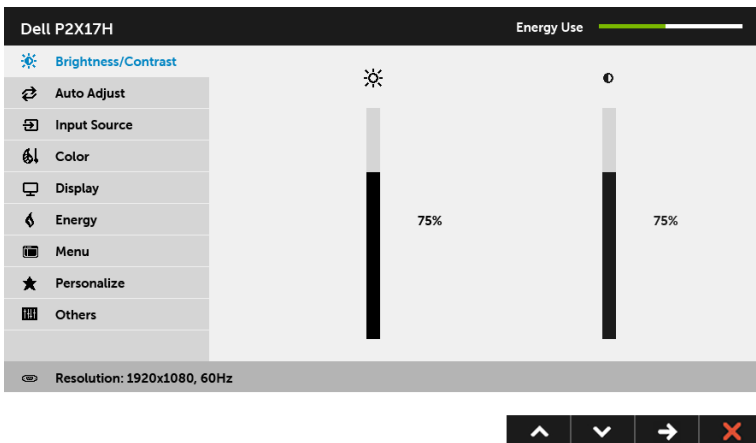 Dell P2X17H
Energy Use
Brightness/Contrast
Auto Adjust
Input Source
Color
Display
Energy
Menu
Personalize
Others
75%
75%
Resolution: 1920x1080, 60Hz